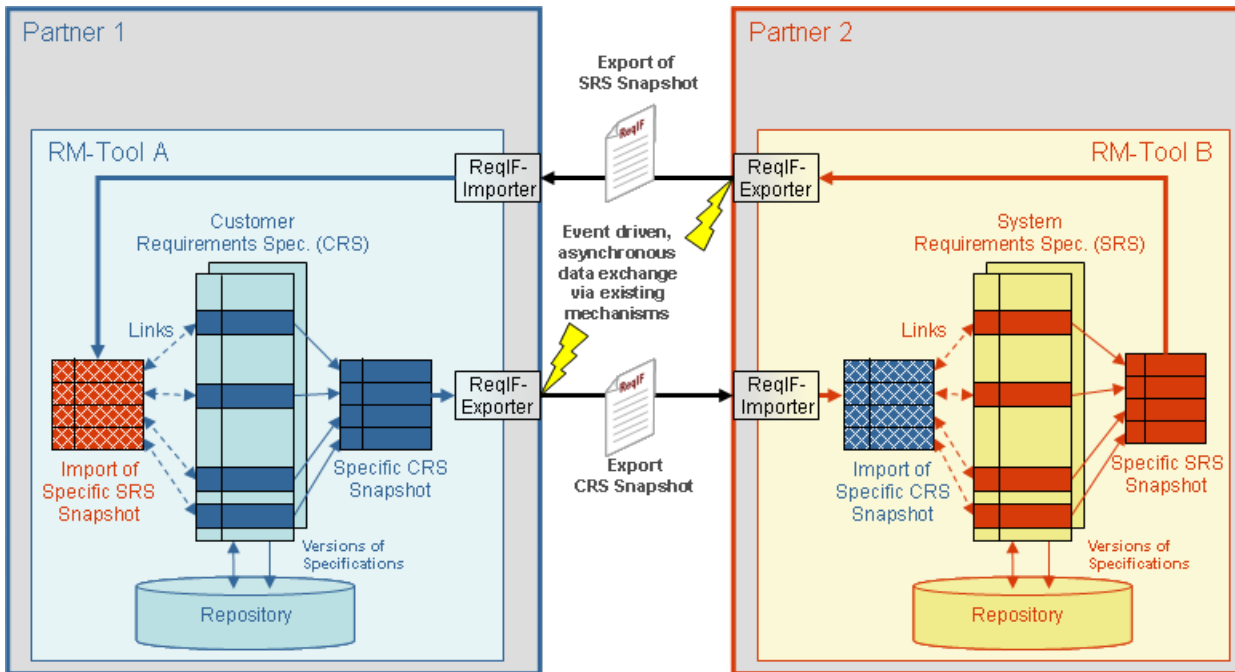 Partner 1
Partner 2
Export of
SRS Snapshot
ReqIF
RM-Tool A
RM-Tool B
ReqIF-
Importer
ReqIF-
Exporter
Customer
Requirements Spec. (CRS)
Event driven,
asynchronous
data exchange
via existing
mechanisms
System
Requirements Spec. (SRS)
Links
Links
ReqIF-
Exporter
ReqIF
ReqIF-
Importer
Import of
Specific SRS
Snapshot
Specific CRS
Snapshot
Export
CRS Snapshot
Import of
Specific CRS
Snapshot
Specific SRS
Snapshot
Versions of
Specifications
Versions of
Specifications
Repository
Repository